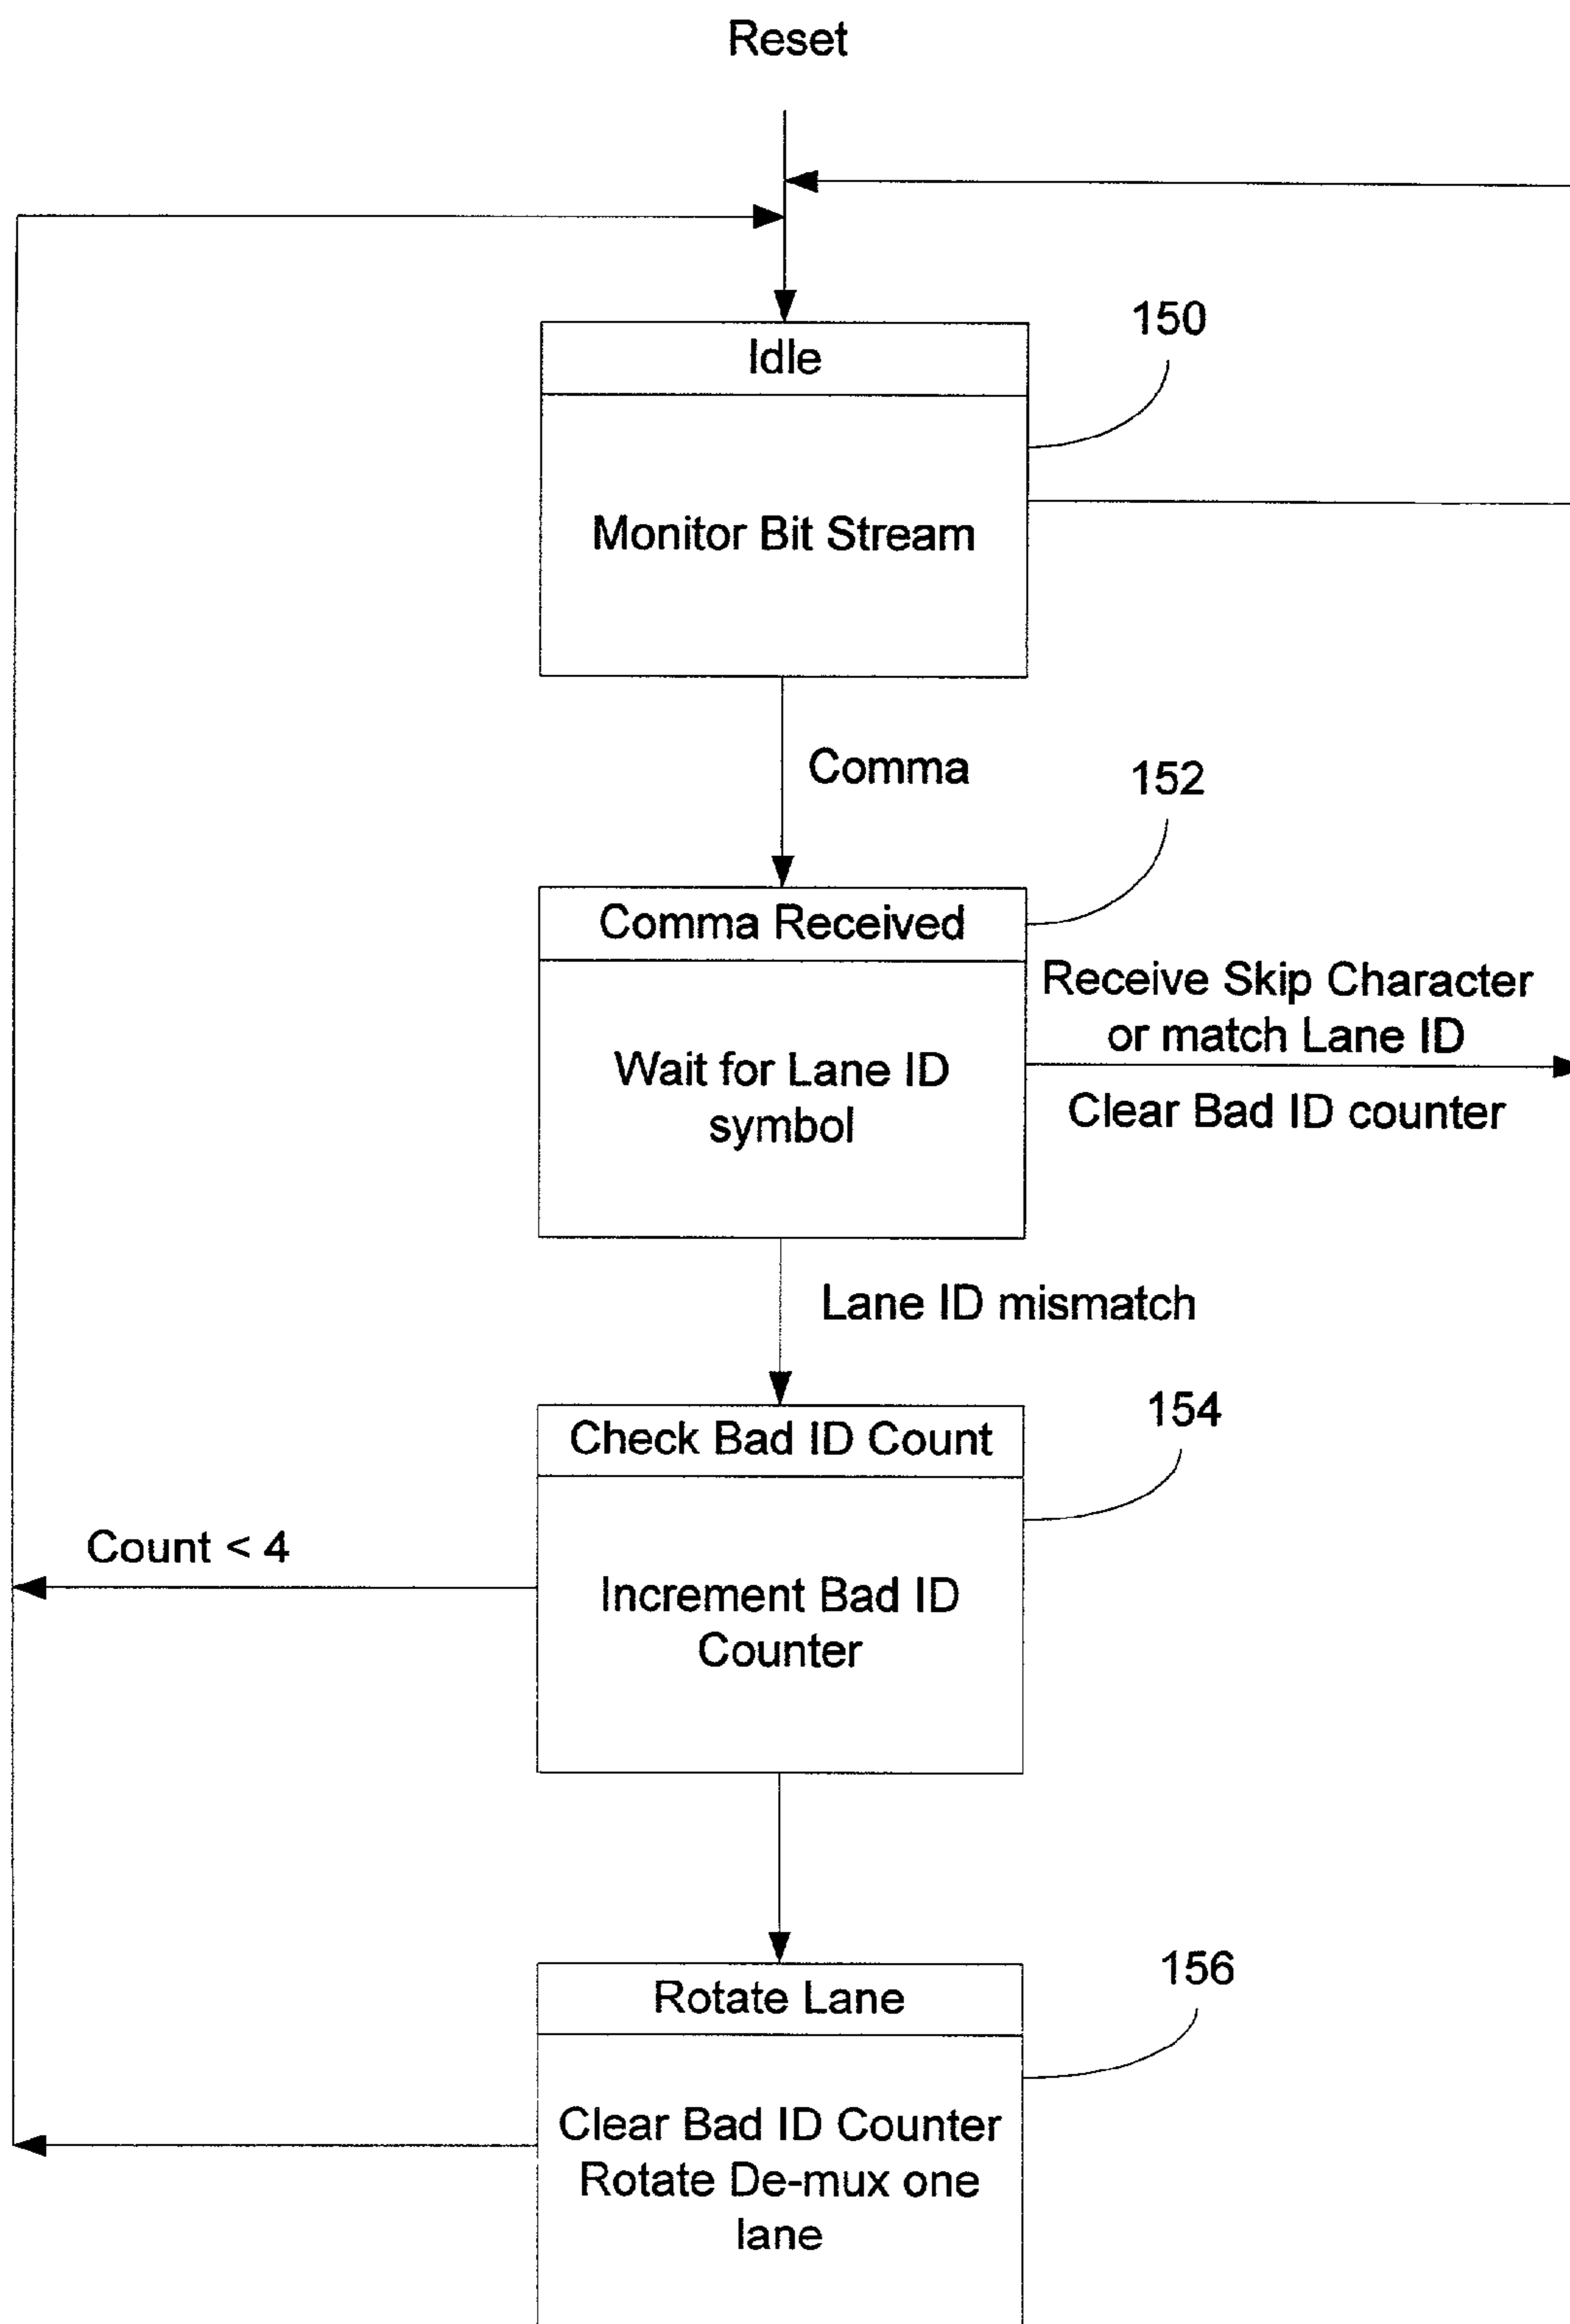 Reset
150
Idle
Monitor Bit Stream
Comma
152
Comma Received
Receive Skip Character
or match Lane ID
Wait for Lane ID
symbol
Clear Bad ID counter
Lane ID mismatch
154
Check Bad ID Count
Count < 4
Increment Bad ID
Counter
156
Rotate Lane
Clear Bad ID Counter
Rotate De-mux one
lane